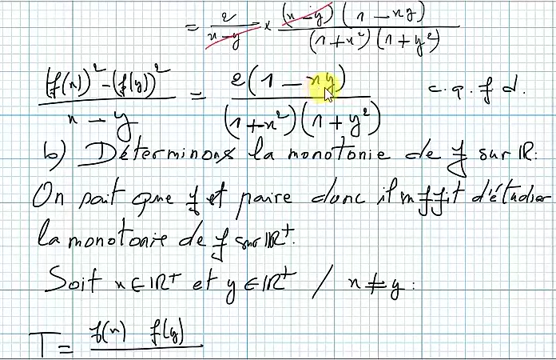 = 2/(x-y) × (x-y)(1-xy)/((1+x²)(1+y²))
((f(x))² - (f(y))²)/(x-y) = 2(1-xy)/((1+x²)(1+y²)) c.q.f.d.
b) Déterminons la monotonie de f sur ℝ:
On sait que f et paire donc il suffit d'étudier
la monotonie de f sur ℝ⁺.
Soit x∈ℝ⁺ et y∈ℝ⁺ / x≠y:
T = f(x) f(y)